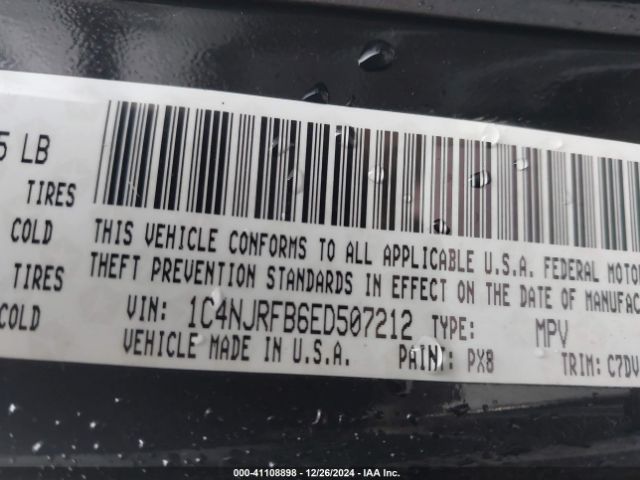 5 LB
TIRES
COLD
TIRES
COLD
THIS VEHICLE CONFORMS TO ALL APPLICABLE U.S.A. FEDERAL MOTOR
THEFT PREVENTION STANDARDS IN EFFECT ON THE DATE OF MANUFAC
VIN: 1C4NJRFB6ED507212 TYPE: MPV
VEHICLE MADE IN U.S.A. PAINT: PX8 TRIM: C7DV
000-41108898 - 12/26/2024 - IAA Inc.